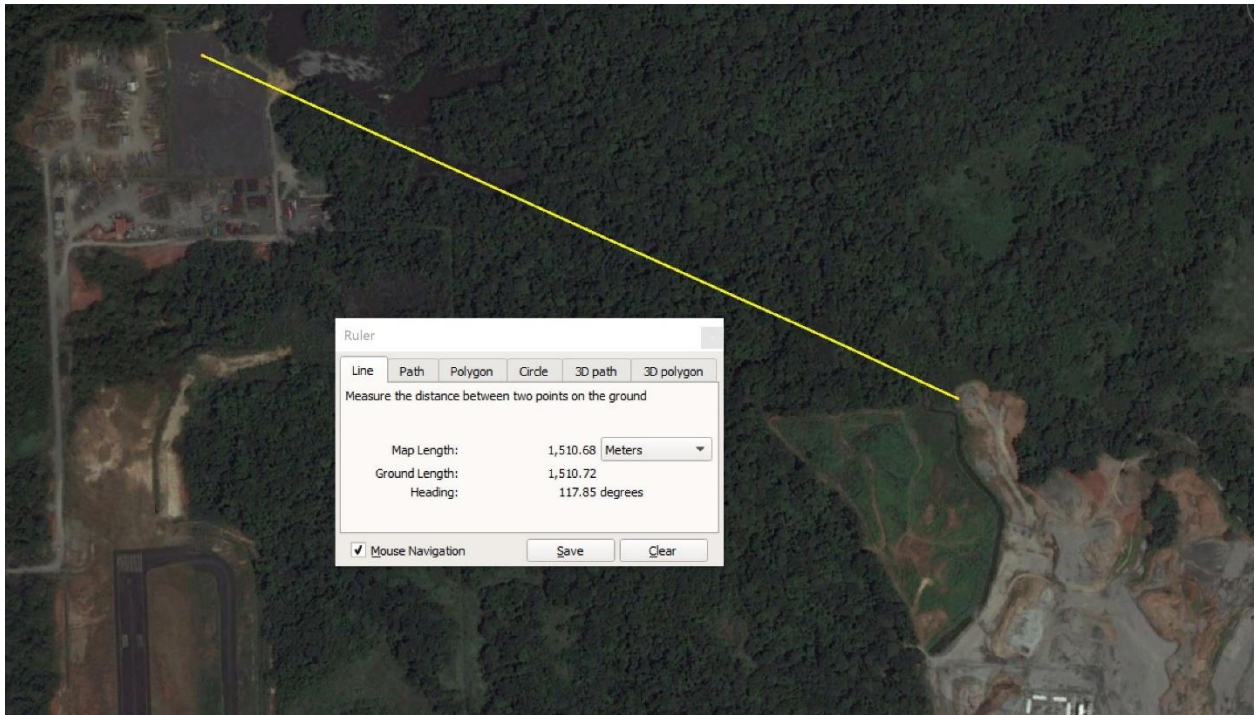 Ruler
Line Path Polygon Circle 3D path 3D polygon
Measure the distance between two points on the ground
Map Length: 1,510.68 Meters
Ground Length: 1,510.72
Heading: 117.85 degrees
Mouse Navigation Save Clear